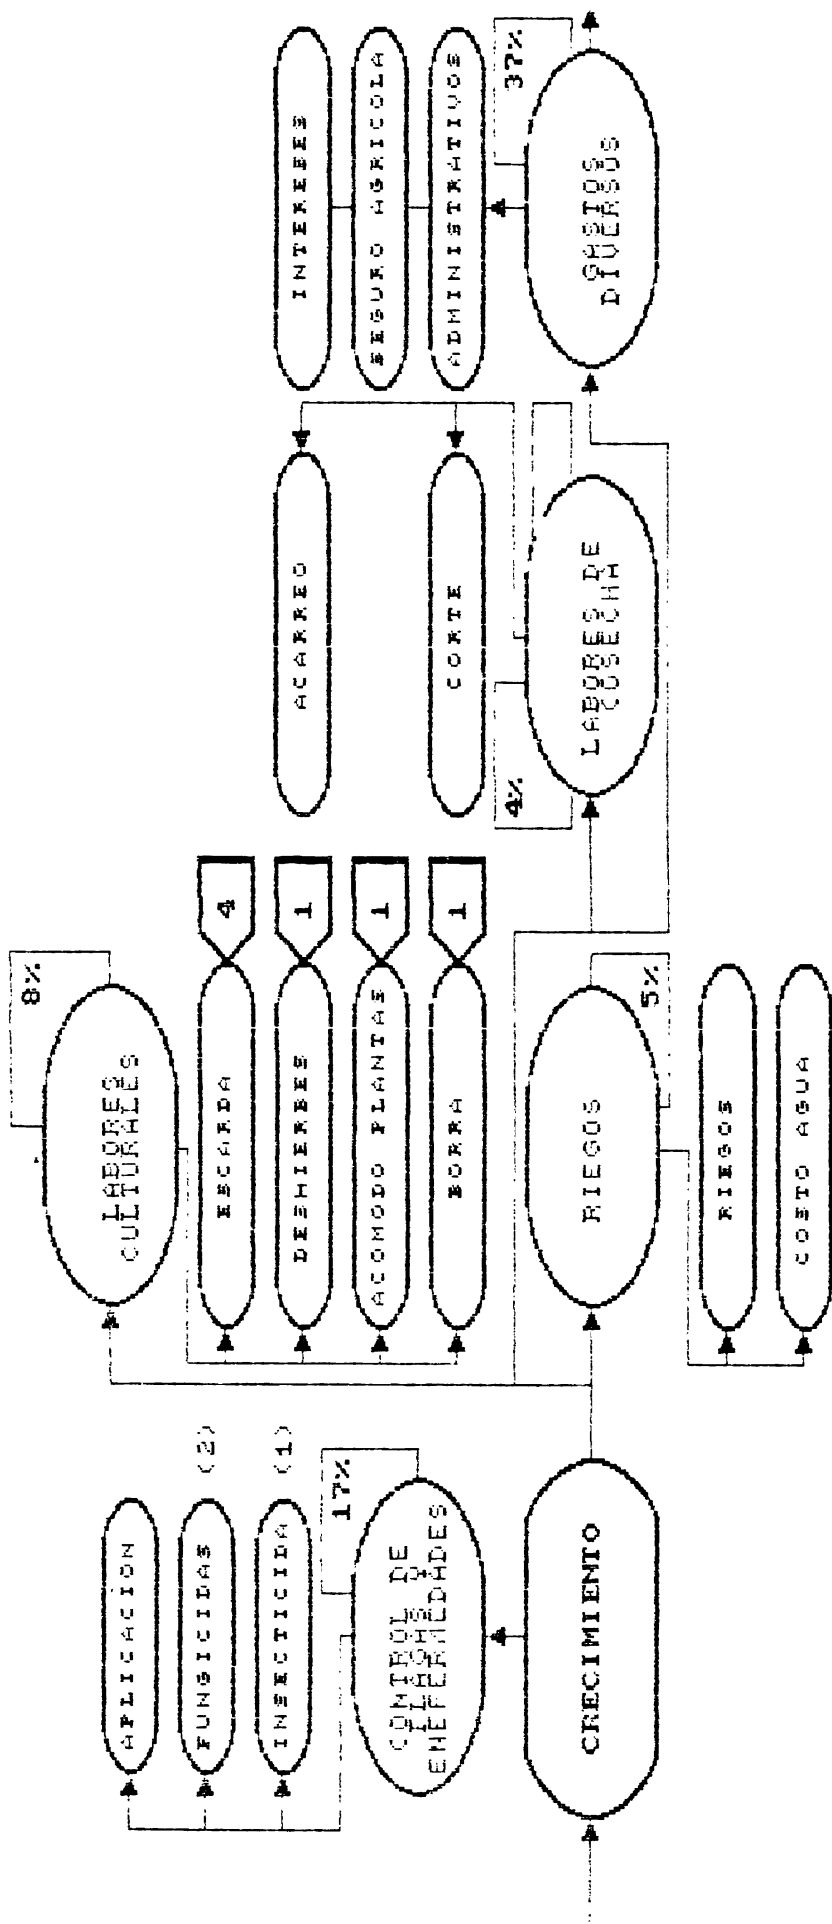 APLICACION
FUNGICIDAS (2)
INSECTICIDA (1)
17%
CONTROL DE
PLAGAS Y
ENEFERMEDADES
CRECIMIENTO
8%
LABORES
CULTURALES
ESCARDA 4
DESHIERBES 1
ACOMODO PLANTAS 1
BORRA 1
RIEGOS
5%
RIEGOS
COSTO AGUA
ACARREO
CORTE
4%
LABORES DE
COSECHA
INTERESES
SEGURO AGRICOLA
ADMINISTRATIVOS
37%
GASTOS
DIVERSOS